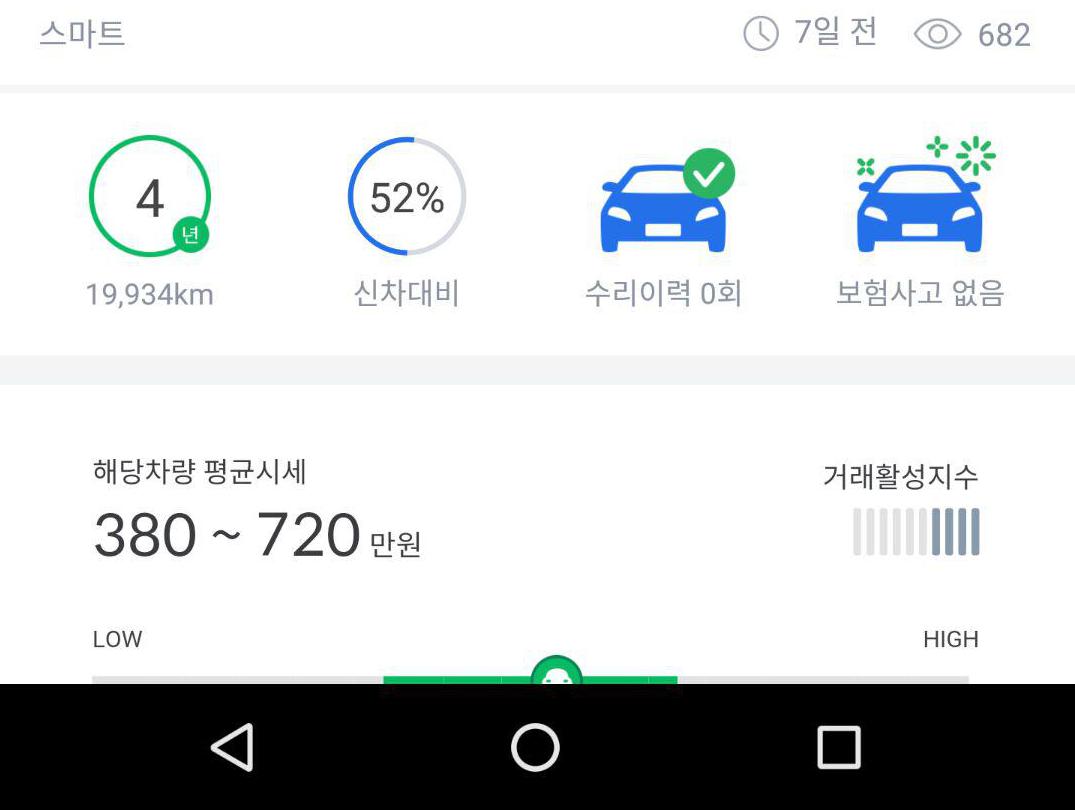 스마트 7일 전 682
4 년 52%
19,934km 신차대비 수리이력 0회 보험사고 없음
해당차량 평균시세 거래활성지수
380 ~ 720 만원
LOW HIGH